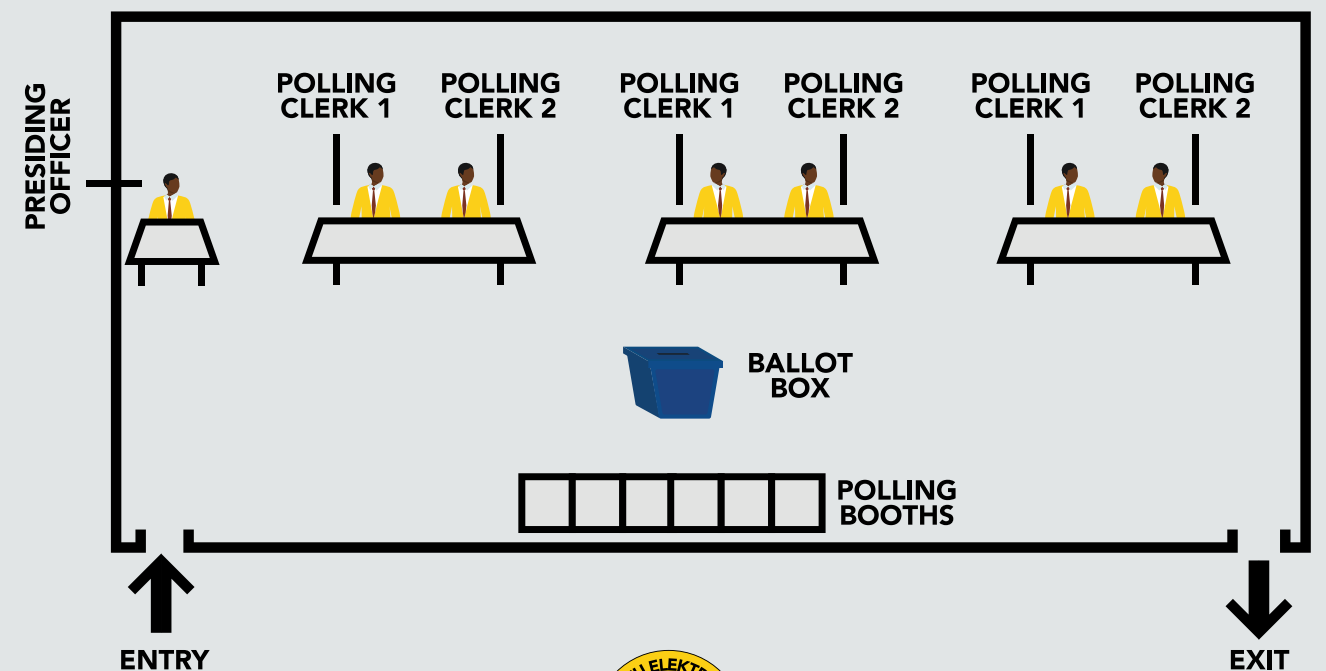 PRESIDING
OFFICER
POLLING
CLERK 1
POLLING
CLERK 2
POLLING
CLERK 1
POLLING
CLERK 2
POLLING
CLERK 1
POLLING
CLERK 2
BALLOT
BOX
POLLING
BOOTHS
ENTRY
EXIT